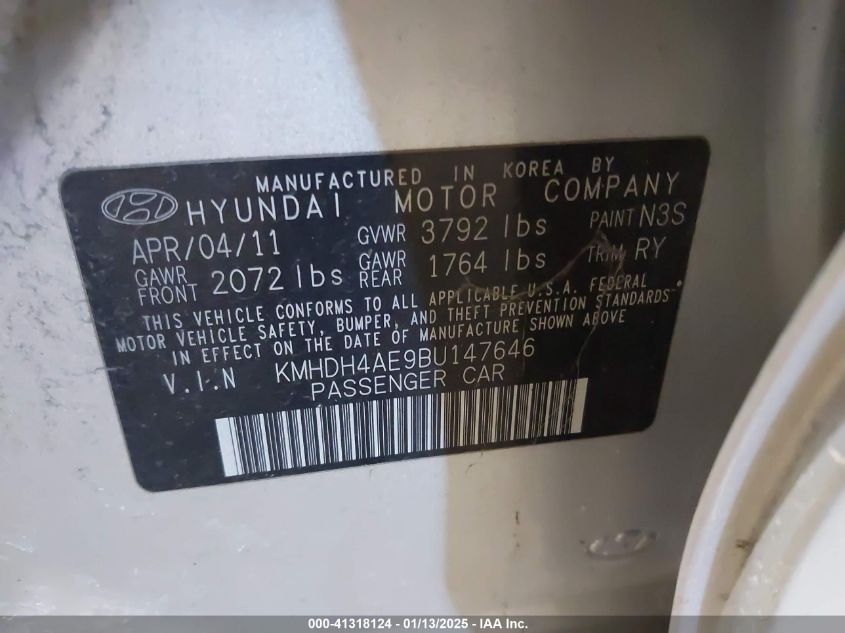 MANUFACTURED IN KOREA BY
HYUNDAI MOTOR COMPANY
APR/04/11 GVWR 3792 lbs PAINT N3S
GAWR FRONT 2072 lbs GAWR REAR 1764 lbs TRIM RY
THIS VEHICLE CONFORMS TO ALL APPLICABLE U.S.A. FEDERAL
MOTOR VEHICLE SAFETY, BUMPER, AND THEFT PREVENTION STANDARDS
IN EFFECT ON THE DATE OF MANUFACTURE SHOWN ABOVE
V.I.N KMHDH4AE9BU147646
PASSENGER CAR
000-41318124 - 01/13/2025 - IAA Inc.